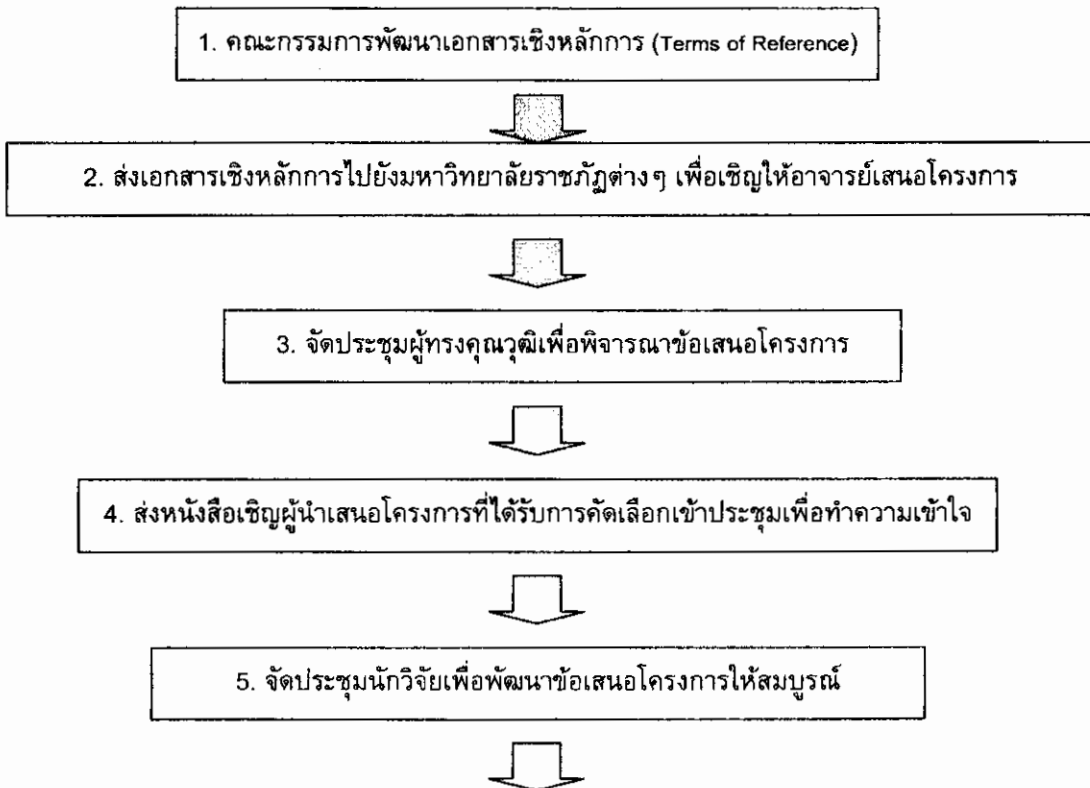 1. คณะกรรมการพัฒนาเอกสารเชิงหลักการ (Terms of Reference)
2. ส่งเอกสารเชิงหลักการไปยังมหาวิทยาลัยราชภัฏต่างๆ เพื่อเชิญให้อาจารย์เสนอโครงการ
3. จัดประชุมผู้ทรงคุณวุฒิเพื่อพิจารณาข้อเสนอโครงการ
4. ส่งหนังสือเชิญผู้นำเสนอโครงการที่ได้รับการคัดเลือกเข้าประชุมเพื่อทำความเข้าใจ
5. จัดประชุมนักวิจัยเพื่อพัฒนาข้อเสนอโครงการให้สมบูรณ์